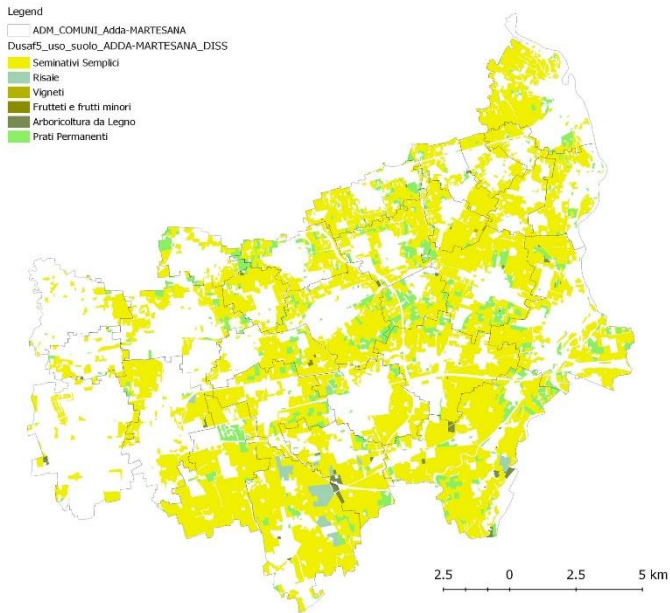 Legend
ADM_COMUNI_Adda-MARTESANA
Dusaf5_uso_suolo_ADDA-MARTESANA_DISS
Seminativi Semplici
Risaie
Vigneti
Frutteti e frutti minori
Arboricoltura da Legno
Prati Permanenti
2.5 0 2.5 5 km